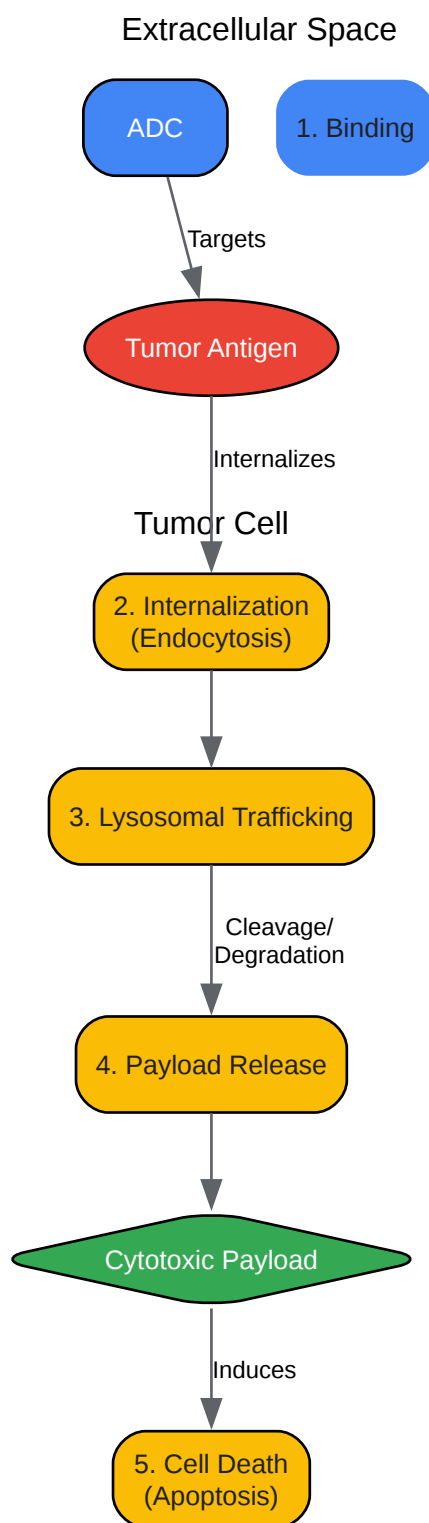 Extracellular Space
ADC
1. Binding
Targets
Tumor Antigen
Internalizes
Tumor Cell
2. Internalization
(Endocytosis)
3. Lysosomal Trafficking
Cleavage/
Degradation
4. Payload Release
Cytotoxic Payload
Induces
5. Cell Death
(Apoptosis)